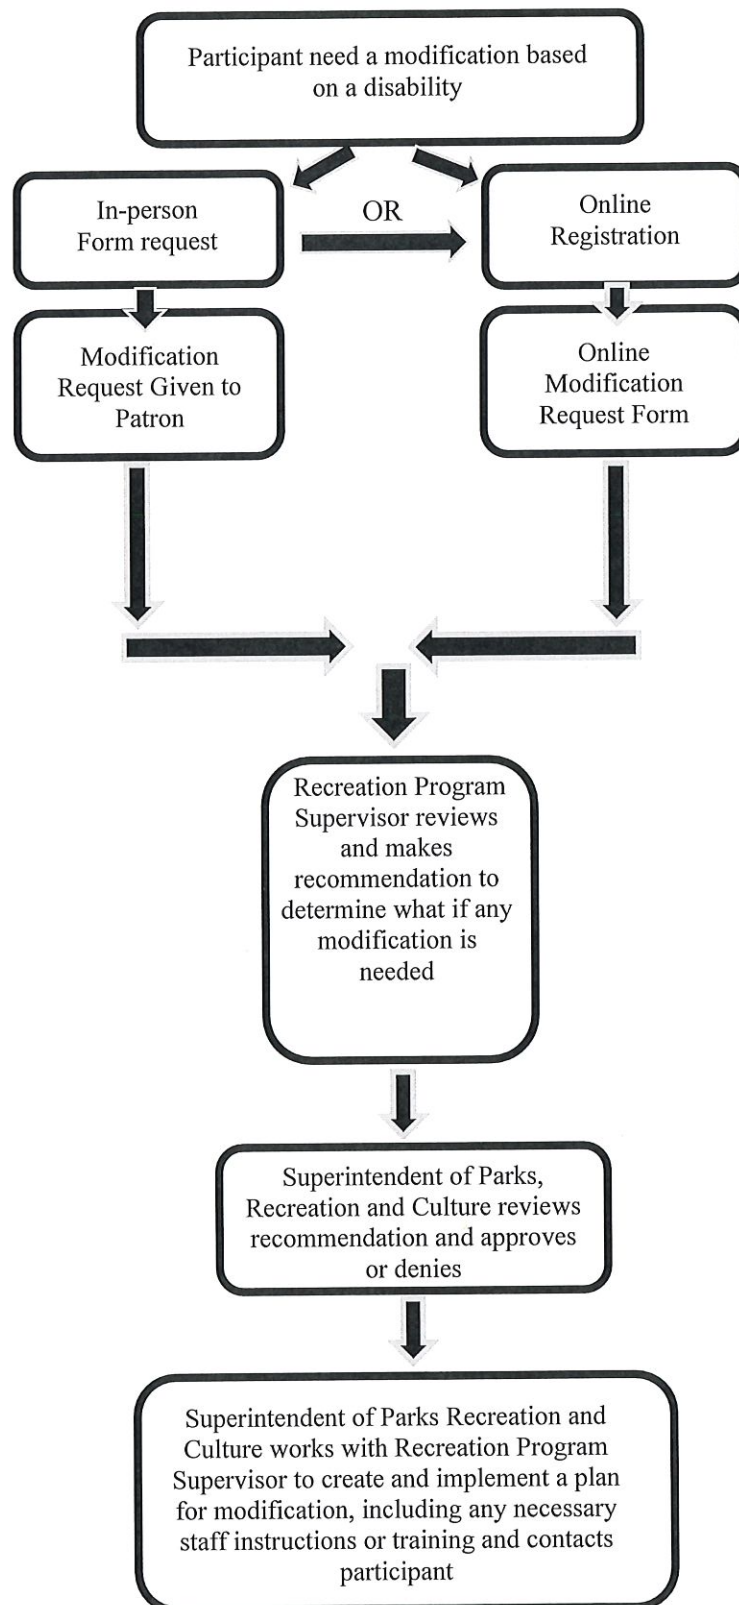 Participant need a modification based
on a disability
In-person
Form request
OR
Online
Registration
Modification
Request Given to
Patron
Online
Modification
Request Form
Recreation Program
Supervisor reviews
and makes
recommendation to
determine what if any
modification is
needed
Superintendent of Parks,
Recreation and Culture reviews
recommendation and approves
or denies
Superintendent of Parks Recreation and
Culture works with Recreation Program
Supervisor to create and implement a plan
for modification, including any necessary
staff instructions or training and contacts
participant